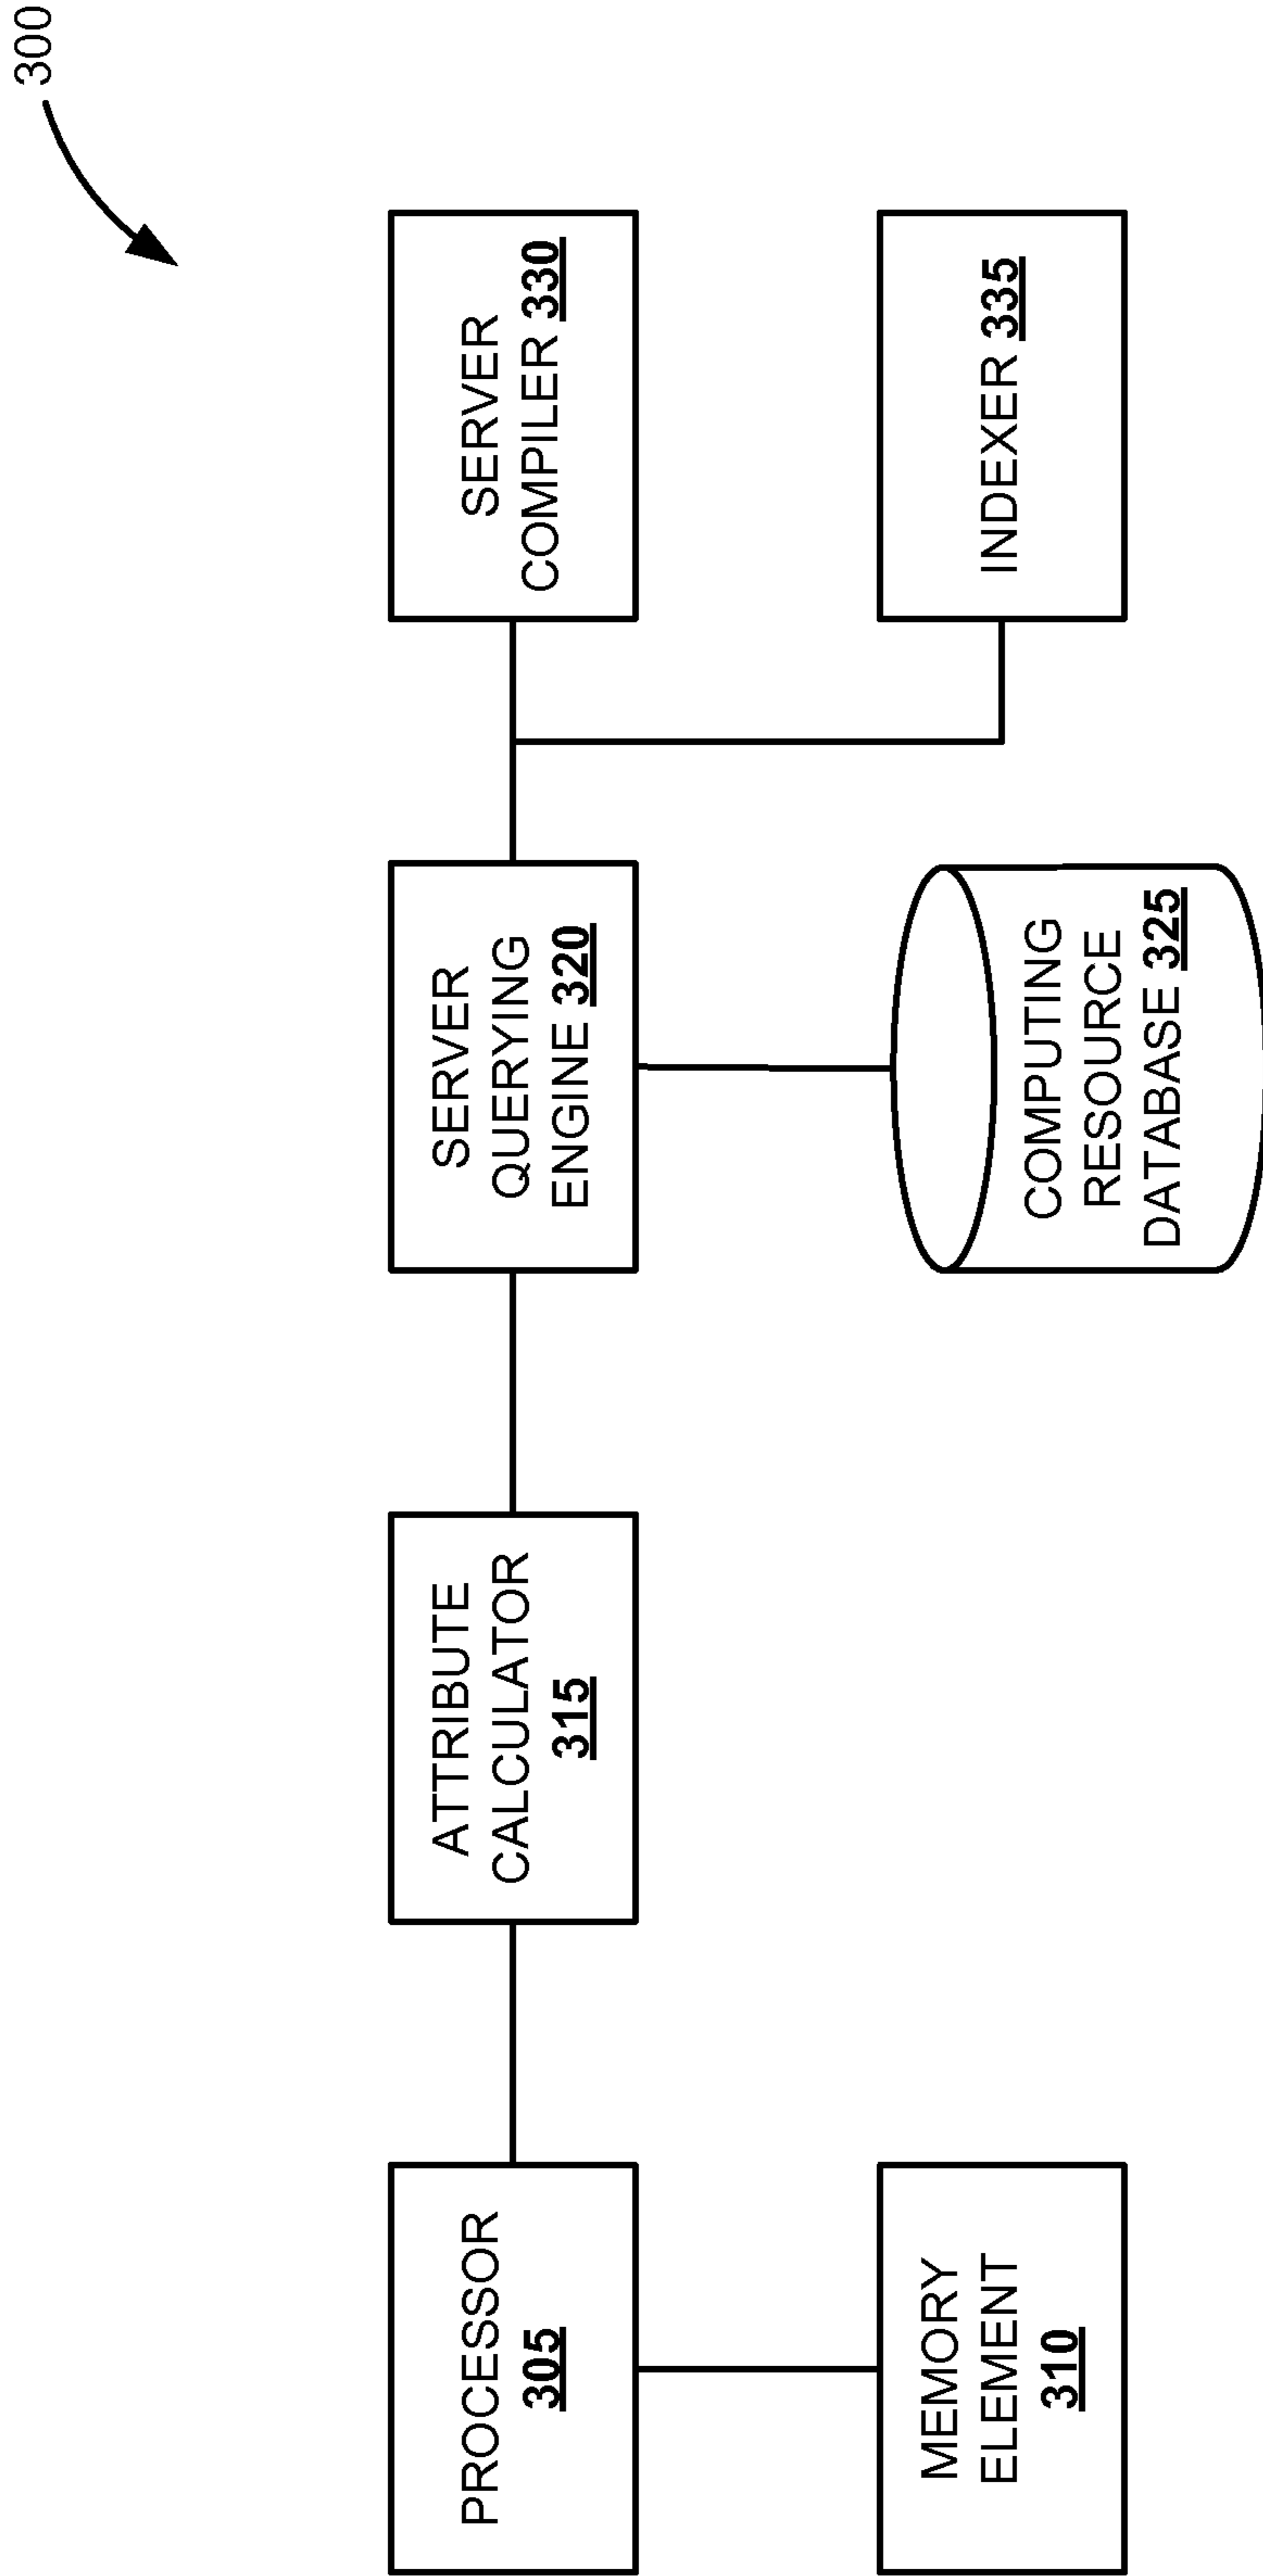 300
PROCESSOR
305
MEMORY
ELEMENT
310
ATTRIBUTE
CALCULATOR
315
SERVER
QUERYING
ENGINE 320
COMPUTING
RESOURCE
DATABASE 325
SERVER
COMPILER 330
INDEXER 335